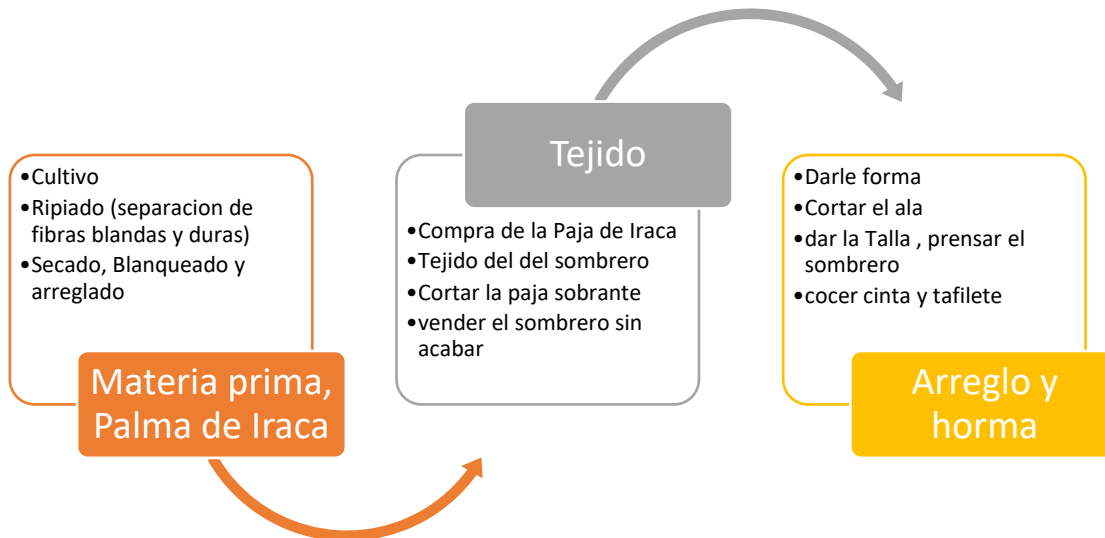 •Cultivo
•Ripiado (separacion de
fibras blandas y duras)
•Secado, Blanqueado y
arreglado
Materia prima,
Palma de Iraca
Tejido
•Compra de la Paja de Iraca
•Tejido del del sombrero
•Cortar la paja sobrante
•vender el sombrero sin
acabar
•Darle forma
•Cortar el ala
•dar la Talla , prensar el
sombrero
•cocer cinta y tafilete
Arreglo y
horma